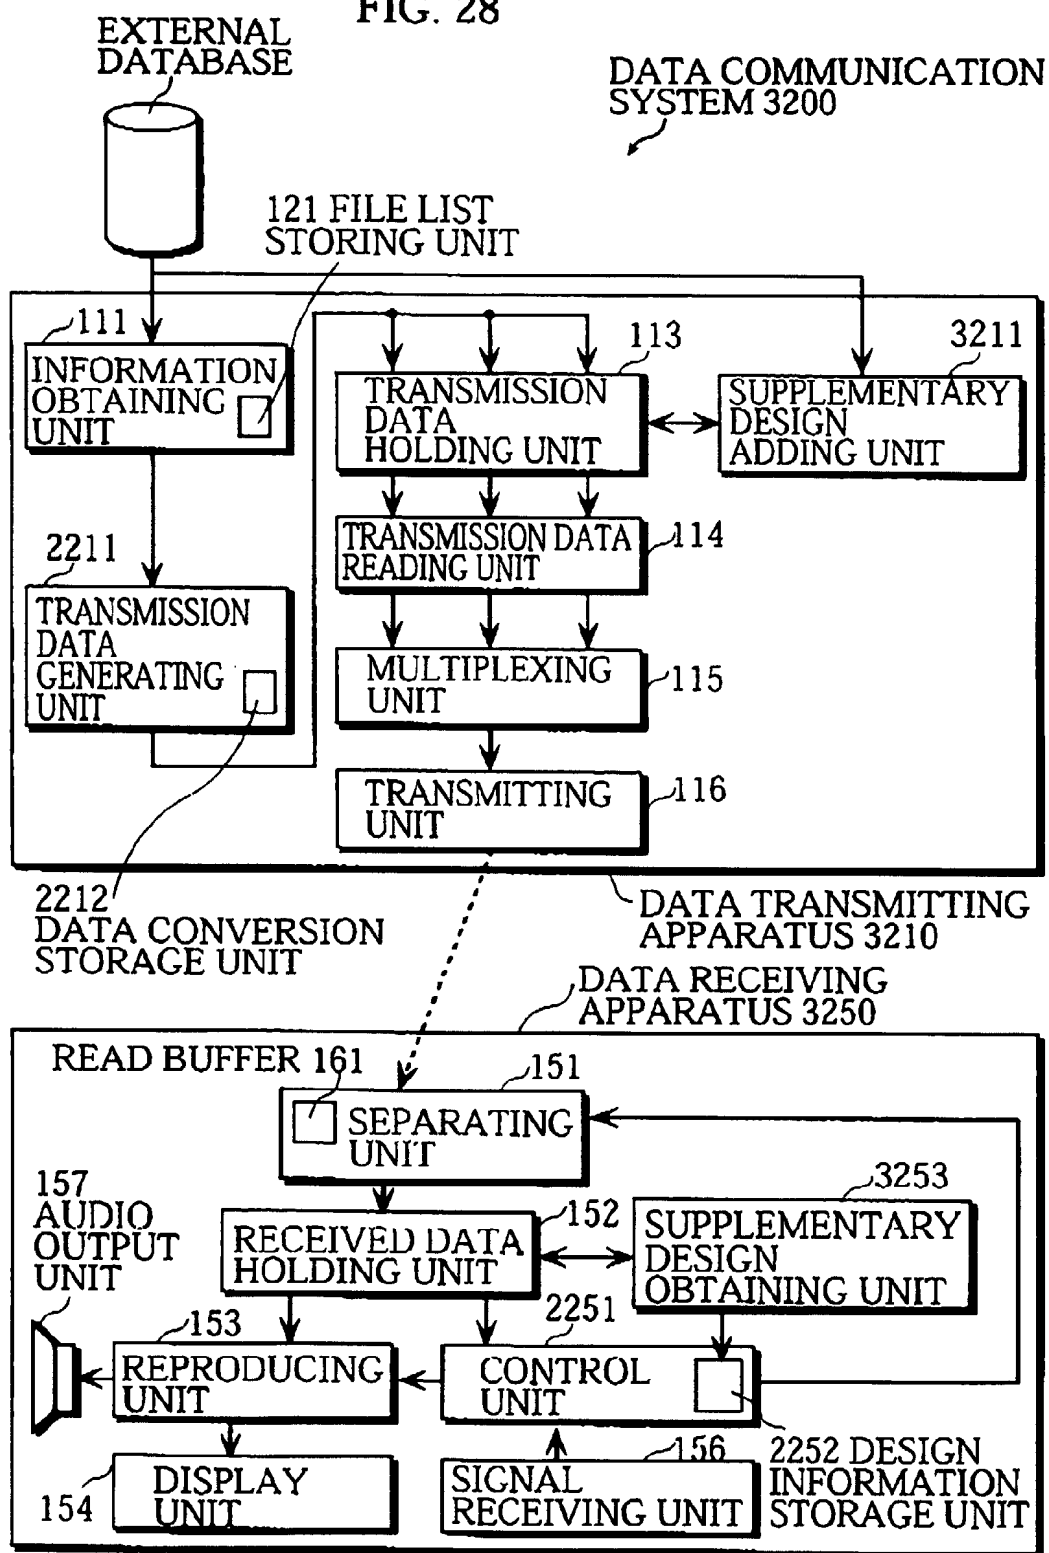 FIG. 28
EXTERNAL
DATABASE
DATA COMMUNICATION
SYSTEM 3200
121 FILE LIST
STORING UNIT
111
INFORMATION
OBTAINING
UNIT
113
TRANSMISSION
DATA
HOLDING UNIT
3211
SUPPLEMENTARY
DESIGN
ADDING UNIT
TRANSMISSION DATA
READING UNIT
114
2211
TRANSMISSION
DATA
GENERATING
UNIT
MULTIPLEXING
UNIT
115
TRANSMITTING
UNIT
116
2212
DATA CONVERSION
STORAGE UNIT
DATA TRANSMITTING
APPARATUS 3210
DATA RECEIVING
APPARATUS 3250
READ BUFFER 161
151
SEPARATING
UNIT
157
AUDIO
OUTPUT
UNIT
RECEIVED DATA
HOLDING UNIT
152
3253
SUPPLEMENTARY
DESIGN
OBTAINING UNIT
153
REPRODUCING
UNIT
2251
CONTROL
UNIT
154
DISPLAY
UNIT
156
SIGNAL
RECEIVING UNIT
2252 DESIGN
INFORMATION
STORAGE UNIT